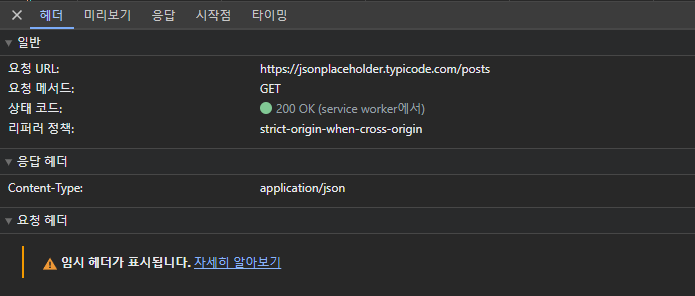 헤더 미리보기 응답 시작점 타이밍
일반
요청 URL: https://jsonplaceholder.typicode.com/posts
요청 메서드: GET
상태 코드: 200 OK (service worker에서)
리퍼러 정책: strict-origin-when-cross-origin
응답 헤더
Content-Type: application/json
요청 헤더
임시 헤더가 표시됩니다. 자세히 알아보기